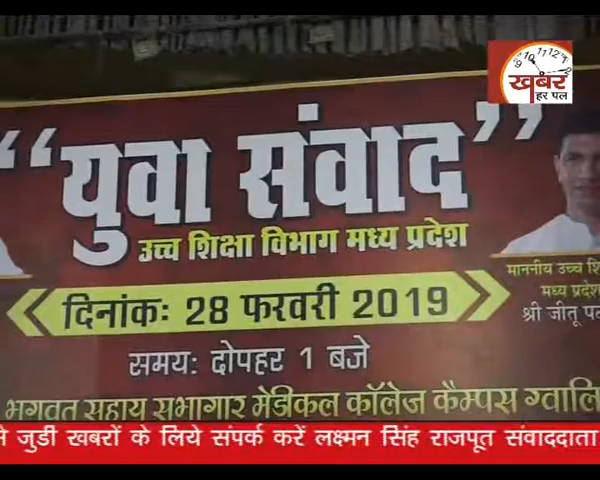 खबर
हर पल
"युवा संवाद"
उच्च शिक्षा विभाग मध्य प्रदेश
माननीय उच्च
मध्य प्रदेश
श्री जीतू
दिनांक: 28 फरवरी 2019
समय: दोपहर 1 बजे
भगवत सहाय सभागार मेडीकल कॉलेज कैम्पस
जुडी खबरों के लिये संपर्क करें लक्ष्मन सिंह राजपूत संवाददाता